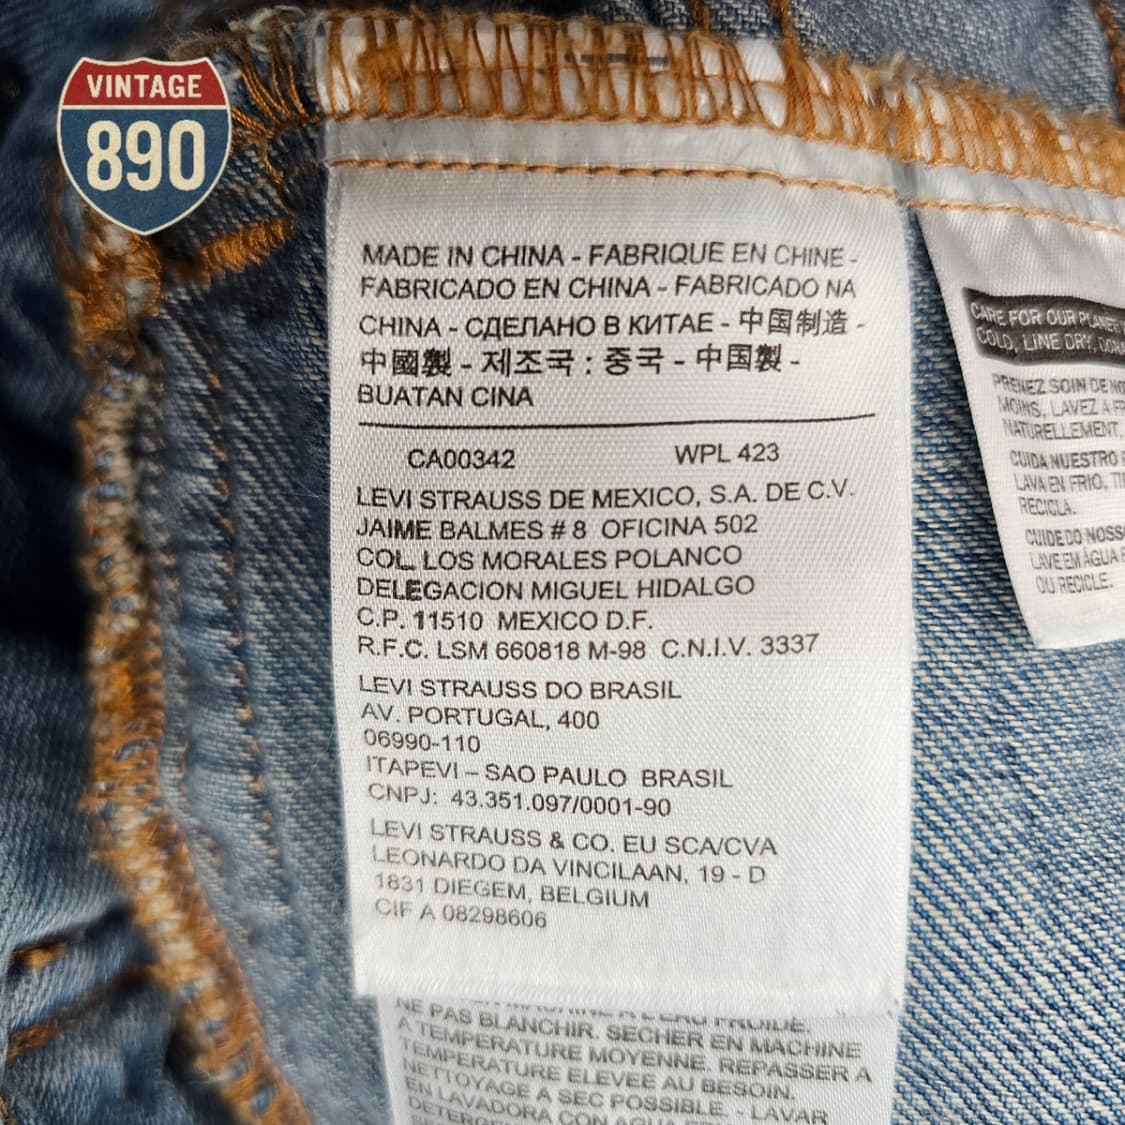 VINTAGE
890
MADE IN CHINA - FABRIQUE EN CHINE -
FABRICADO EN CHINA - FABRICADO NA
CHINA - СДЕЛАНО В КИТАЕ - 中国制造 -
中國製 - 제조국 : 중국 - 中国製 -
BUATAN CINA
CA00342 WPL 423
LEVI STRAUSS DE MEXICO, S.A. DE C.V.
JAIME BALMES # 8 OFICINA 502
COL. LOS MORALES POLANCO
DELEGACION MIGUEL HIDALGO
C.P. 11510 MEXICO D.F.
R.F.C. LSM 660818 M-98 C.N.I.V. 3337
LEVI STRAUSS DO BRASIL
AV. PORTUGAL, 400
06990-110
ITAPEVI – SAO PAULO BRASIL
CNPJ: 43.351.097/0001-90
LEVI STRAUSS & CO. EU SCA/CVA
LEONARDO DA VINCILAAN, 19 - D
1831 DIEGEM, BELGIUM
CIF A 08298606
MACHINE A L'EAU FROIDE.
NE PAS BLANCHIR. SECHER EN MACHINE
A TEMPERATURE MOYENNE. REPASSER A
TEMPERATURE ELEVEE AU BESOIN.
NETTOYAGE A SEC POSSIBLE. - LAVAR
EN LAVADORA CON AGUA
CARE FOR OUR PLANET
COLD, LINE DRY,
PRENEZ SOIN DE
MOINS, LAVEZ A
NATURELLEMENT,
CUIDA NUESTRO
LAVA EN FRIO,
RECICLA.
CUIDE DO
LAVE EM ÁGUA
OU RECICLE.